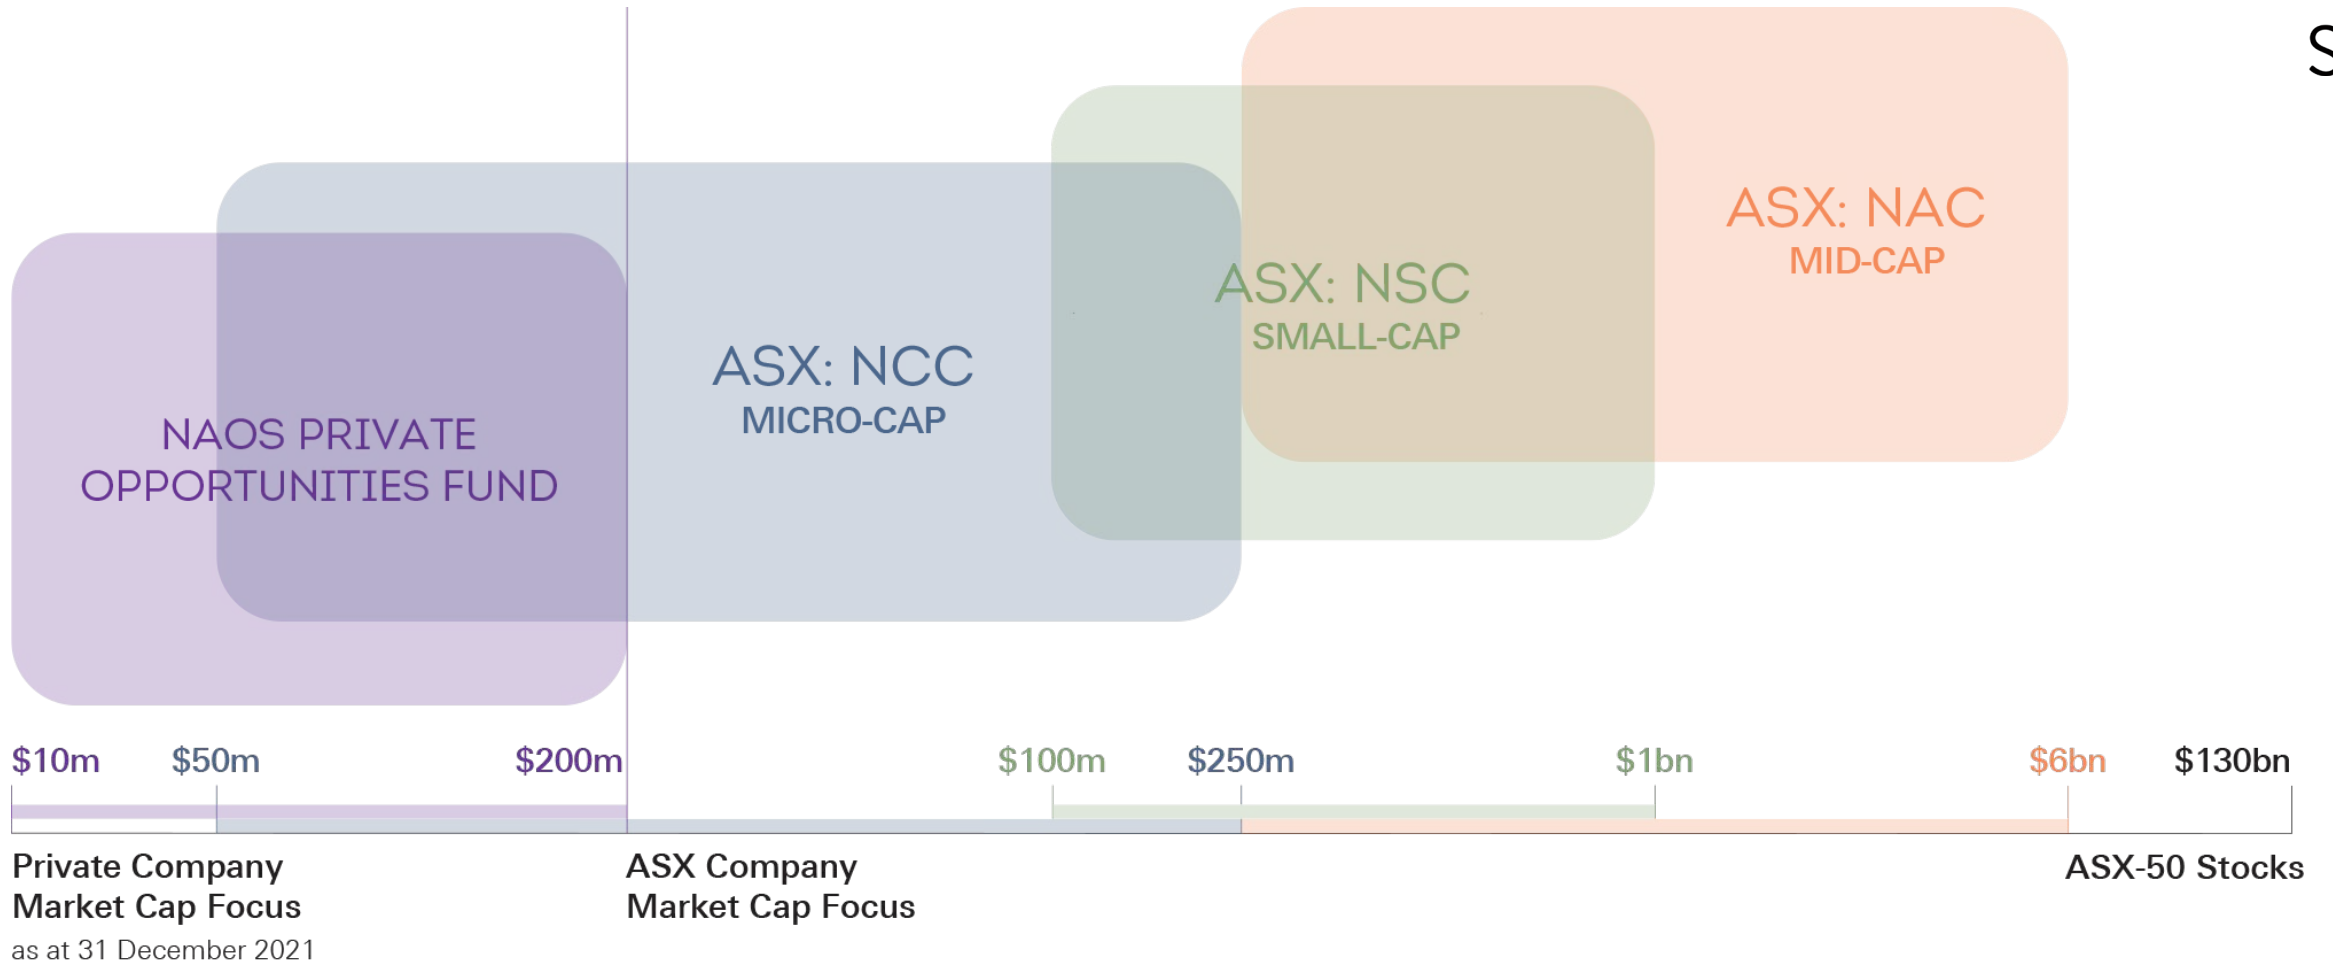 S
ASX: NAC
MID-CAP
ASX: NSC
SMALL-CAP
ASX: NCC
MICRO-CAP
NAOS PRIVATE
OPPORTUNITIES FUND
$10m $50m $200m $100m $250m $1bn $6bn $130bn
Private Company
Market Cap Focus
as at 31 December 2021
ASX Company
Market Cap Focus
ASX-50 Stocks